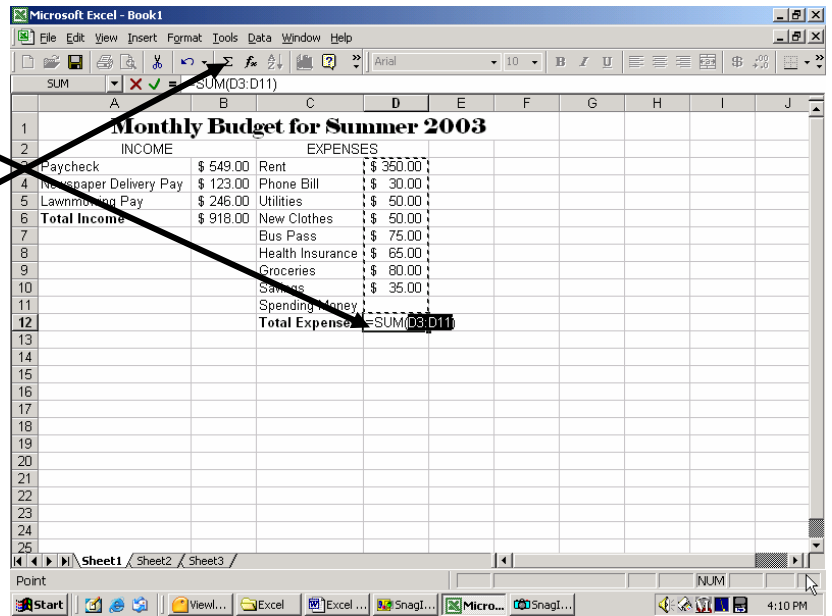 Microsoft Excel - Book1
File Edit View Insert Format Tools Data Window Help
Arial 10 B I U $
SUM =SUM(D3:D11)
A B C D E F G H I J
1 Monthly Budget for Summer 2003
2 INCOME EXPENSES
3 Paycheck $ 549.00 Rent $ 350.00
4 Newspaper Delivery Pay $ 123.00 Phone Bill $ 30.00
5 Lawnmowing Pay $ 246.00 Utilities $ 50.00
6 Total Income $ 918.00 New Clothes $ 50.00
7 Bus Pass $ 75.00
8 Health Insurance $ 65.00
9 Groceries $ 80.00
10 Savings $ 35.00
11 Spending Money
12 Total Expenses =SUM(D3:D11)
13
14
15
16
17
18
19
20
21
22
23
24
25
Sheet1 Sheet2 Sheet3
Point NUM
Start Viewl... Excel Excel ... SnagI... Micro... SnagI... 4:10 PM